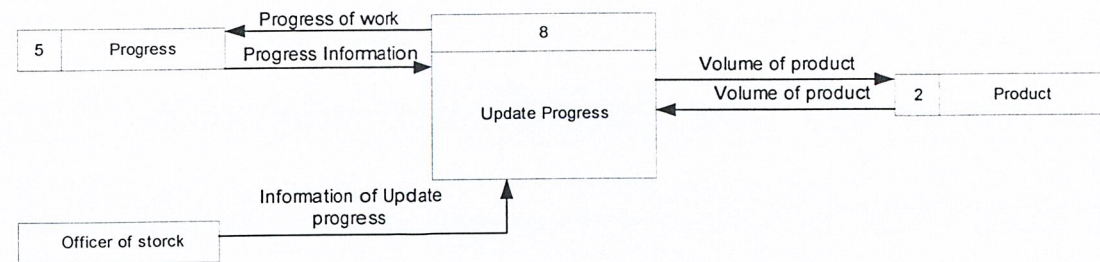 Progress of work
8
5 Progress
Progress Information
Volume of product
Volume of product
2 Product
Update Progress
Information of Update
progress
Officer of storck